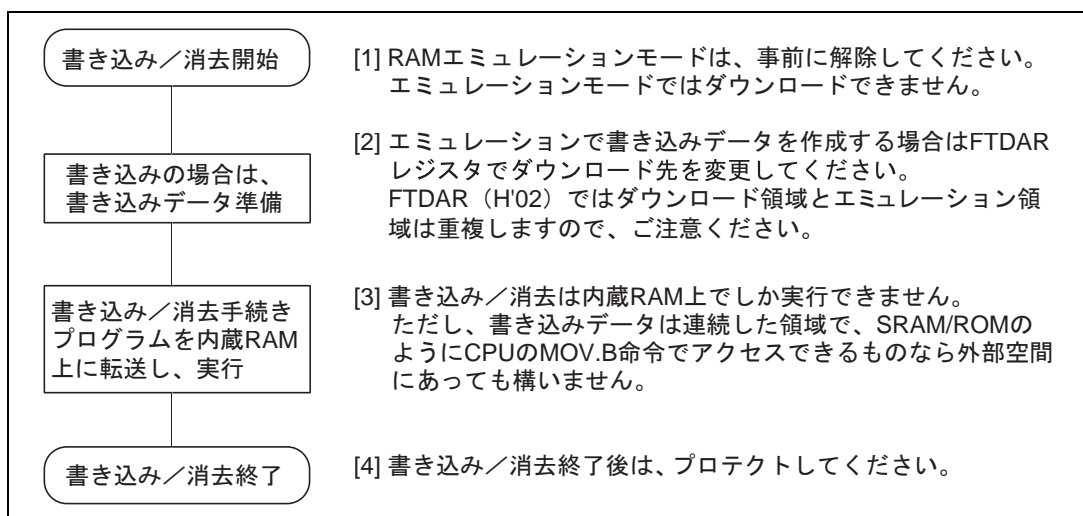 書き込み／消去開始
[1] RAMエミュレーションモードは、事前に解除してください。
エミュレーションモードではダウンロードできません。
書き込みの場合は、
書き込みデータ準備
[2] エミュレーションで書き込みデータを作成する場合はFTDAR
レジスタでダウンロード先を変更してください。
FTDAR（H'02）ではダウンロード領域とエミュレーション領
域は重複しますので、ご注意ください。
書き込み／消去手続き
プログラムを内蔵RAM
上に転送し、実行
[3] 書き込み／消去は内蔵RAM上でしか実行できません。
ただし、書き込みデータは連続した領域で、SRAM/ROMの
ようにCPUのMOV.B命令でアクセスできるものなら外部空間
にあっても構いません。
書き込み／消去終了
[4] 書き込み／消去終了後は、プロテクトしてください。